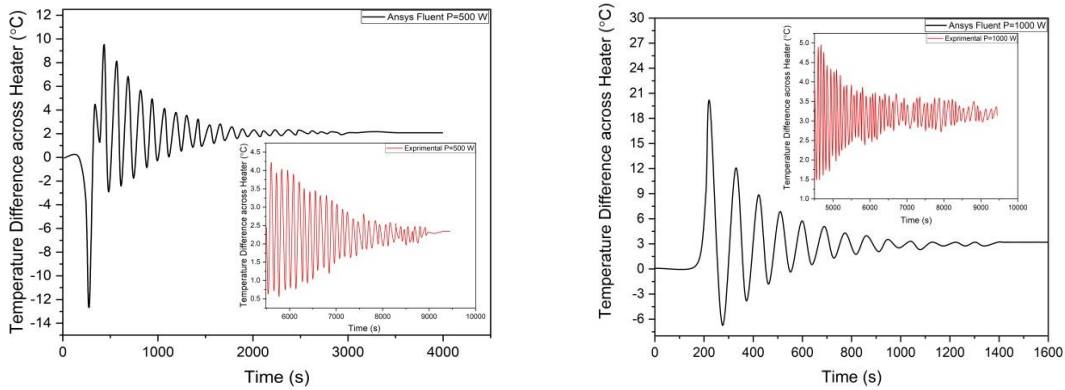 Ansys Fluent P=500 W
Temperature Difference across Heater (°C)
12
10
8
6
4
2
0
-2
-4
-6
-8
-10
-12
-14
0 1000 2000 3000 4000
Time (s)
Exprimental P=500 W
Temperature Difference across Heater (°C)
4.5
4.0
3.5
3.0
2.5
2.0
1.5
1.0
0.5
6000 7000 8000 9000 10000
Time (s)
Ansys Fluent P=1000 W
Temperature Difference across Heater (°C)
30
27
24
21
18
15
12
9
6
3
0
-3
-6
0 200 400 600 800 1000 1200 1400 1600
Time (s)
Exprimental P=1000 W
Temperature Difference across Heater (°C)
5.0
4.5
4.0
3.5
3.0
2.5
2.0
1.5
1.0
5000 6000 7000 8000 9000 10000
Time (s)